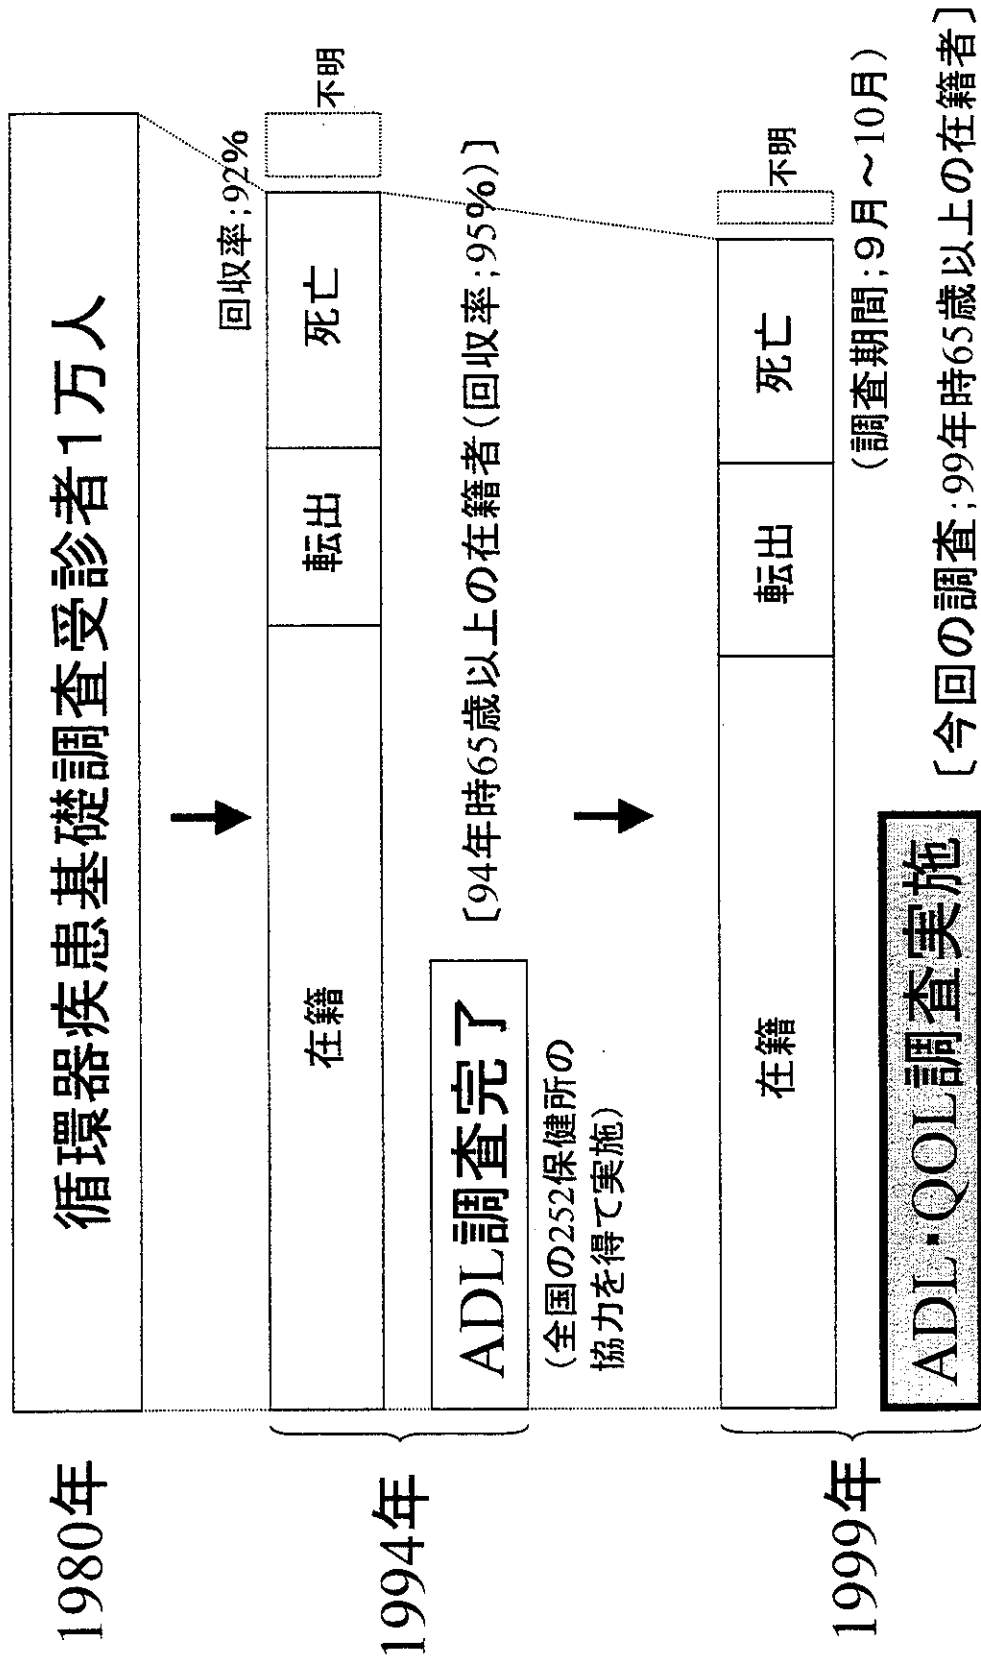 1980年
循環器疾患基礎調査受診者1万人
回収率;92%
1994年
在籍
転出
死亡
不明
ADL調査完了
[94年時65歳以上の在籍者(回収率;95%)]
(全国の252保健所の
協力を得て実施)
1999年
在籍
転出
死亡
不明
(調査期間;9月~10月)
ADL・QOL調査実施
[今回の調査;99年時65歳以上の在籍者]